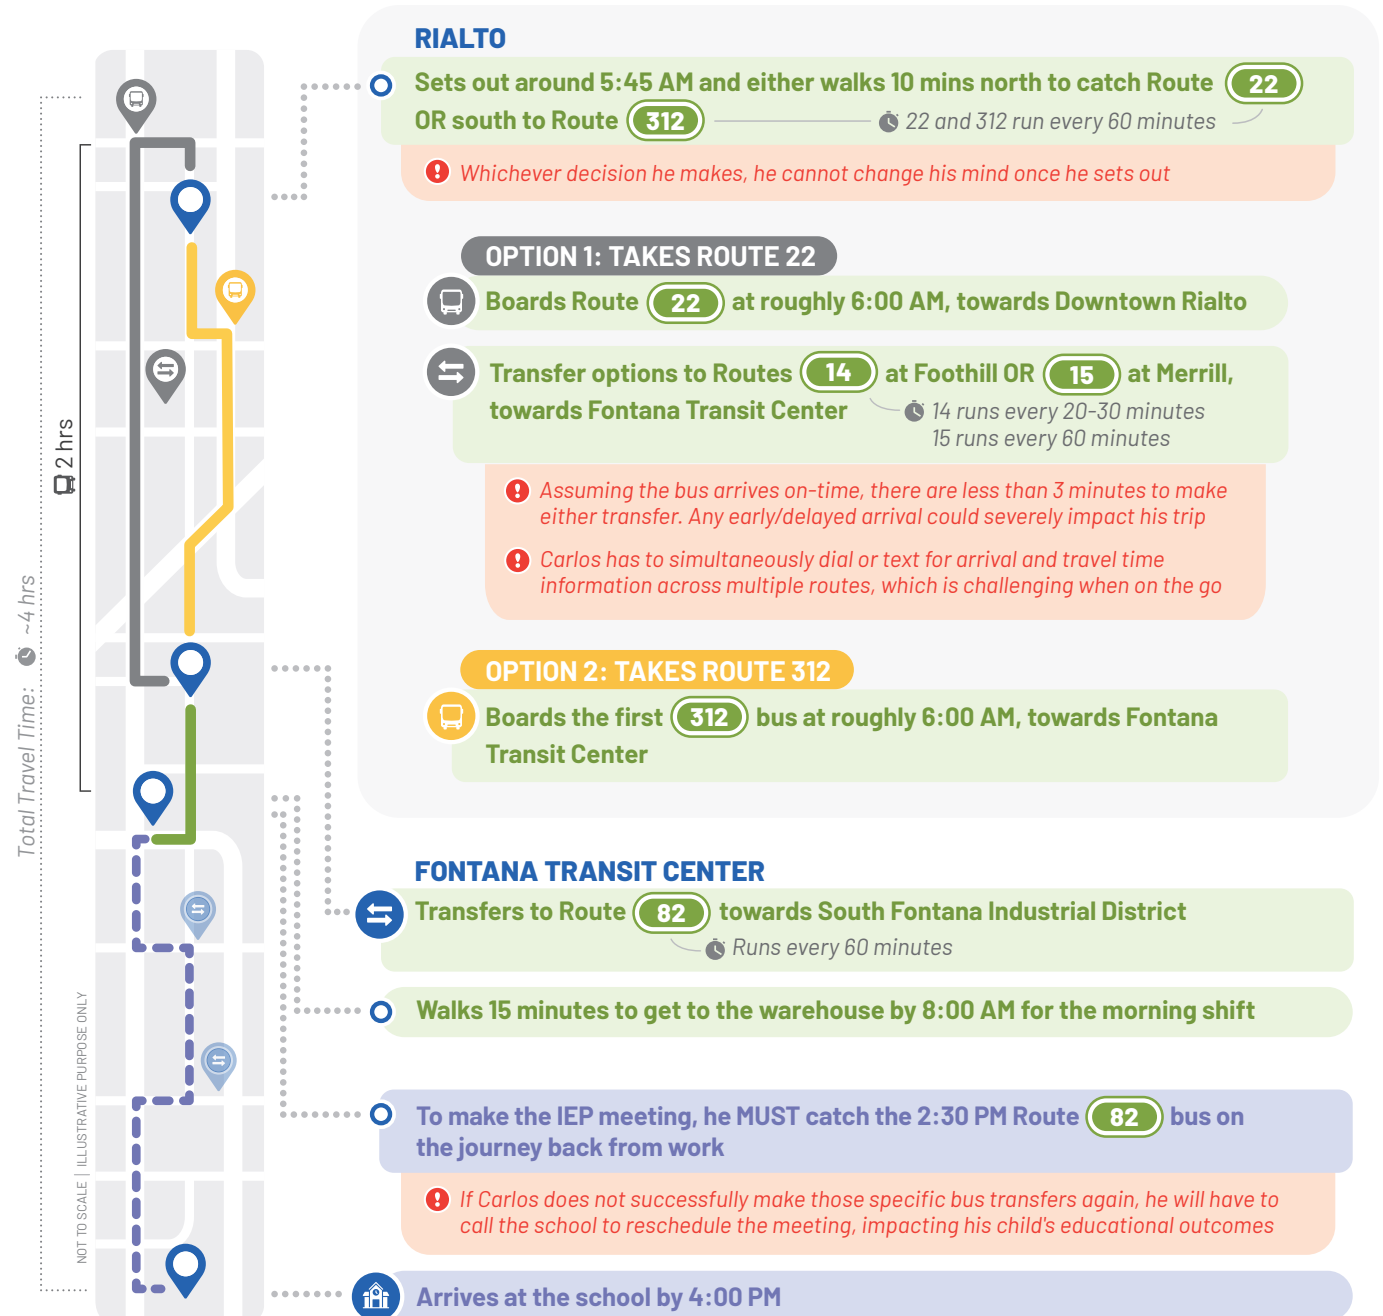 RIALTO
Sets out around 5:45 AM and either walks 10 mins north to catch Route 22
OR south to Route 312
22 and 312 run every 60 minutes
Whichever decision he makes, he cannot change his mind once he sets out
OPTION 1: TAKES ROUTE 22
Boards Route 22 at roughly 6:00 AM, towards Downtown Rialto
Transfer options to Routes 14 at Foothill OR 15 at Merrill,
towards Fontana Transit Center
14 runs every 20-30 minutes
15 runs every 60 minutes
Assuming the bus arrives on-time, there are less than 3 minutes to make
either transfer. Any early/delayed arrival could severely impact his trip
Carlos has to simultaneously dial or text for arrival and travel time
information across multiple routes, which is challenging when on the go
OPTION 2: TAKES ROUTE 312
Boards the first 312 bus at roughly 6:00 AM, towards Fontana
Transit Center
2 hrs
Total Travel Time: ~4 hrs
FONTANA TRANSIT CENTER
Transfers to Route 82 towards South Fontana Industrial District
Runs every 60 minutes
Walks 15 minutes to get to the warehouse by 8:00 AM for the morning shift
To make the IEP meeting, he MUST catch the 2:30 PM Route 82 bus on
the journey back from work
If Carlos does not successfully make those specific bus transfers again, he will have to
call the school to reschedule the meeting, impacting his child's educational outcomes
Arrives at the school by 4:00 PM
NOT TO SCALE | ILLUSTRATIVE PURPOSE ONLY